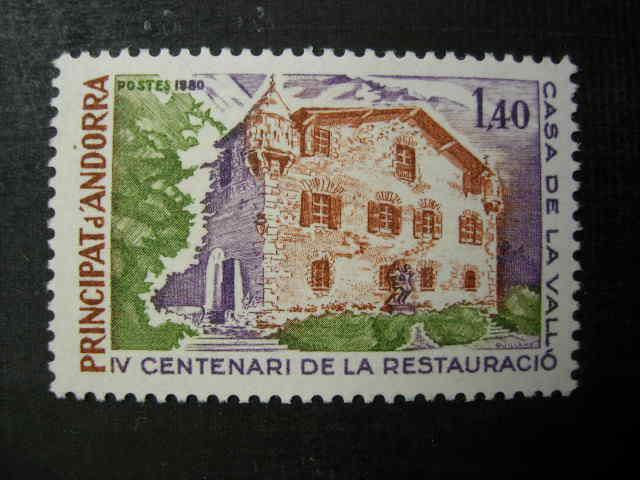 POSTES 1980
1,40
PRINCIPAT d'ANDORRA
CASA DE LA VALL
IV CENTENARI DE LA RESTAURACIÓ